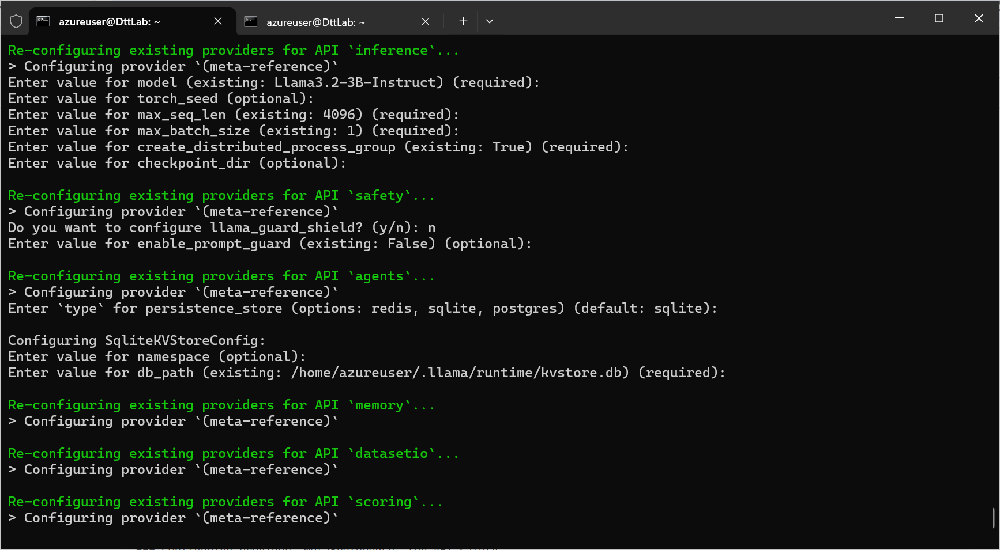 azureuser@DttLab: ~
azureuser@DttLab: ~
Re-configuring existing providers for API `inference`...
> Configuring provider `(meta-reference)`
Enter value for model (existing: Llama3.2-3B-Instruct) (required):
Enter value for torch_seed (optional):
Enter value for max_seq_len (existing: 4096) (required):
Enter value for max_batch_size (existing: 1) (required):
Enter value for create_distributed_process_group (existing: True) (required):
Enter value for checkpoint_dir (optional):
Re-configuring existing providers for API `safety`...
> Configuring provider `(meta-reference)`
Do you want to configure llama_guard_shield? (y/n): n
Enter value for enable_prompt_guard (existing: False) (optional):
Re-configuring existing providers for API `agents`...
> Configuring provider `(meta-reference)`
Enter `type` for persistence_store (options: redis, sqlite, postgres) (default: sqlite):
Configuring SqliteKVStoreConfig:
Enter value for namespace (optional):
Enter value for db_path (existing: /home/azureuser/.llama/runtime/kvstore.db) (required):
Re-configuring existing providers for API `memory`...
> Configuring provider `(meta-reference)`
Re-configuring existing providers for API `datasetio`...
> Configuring provider `(meta-reference)`
Re-configuring existing providers for API `scoring`...
> Configuring provider `(meta-reference)`